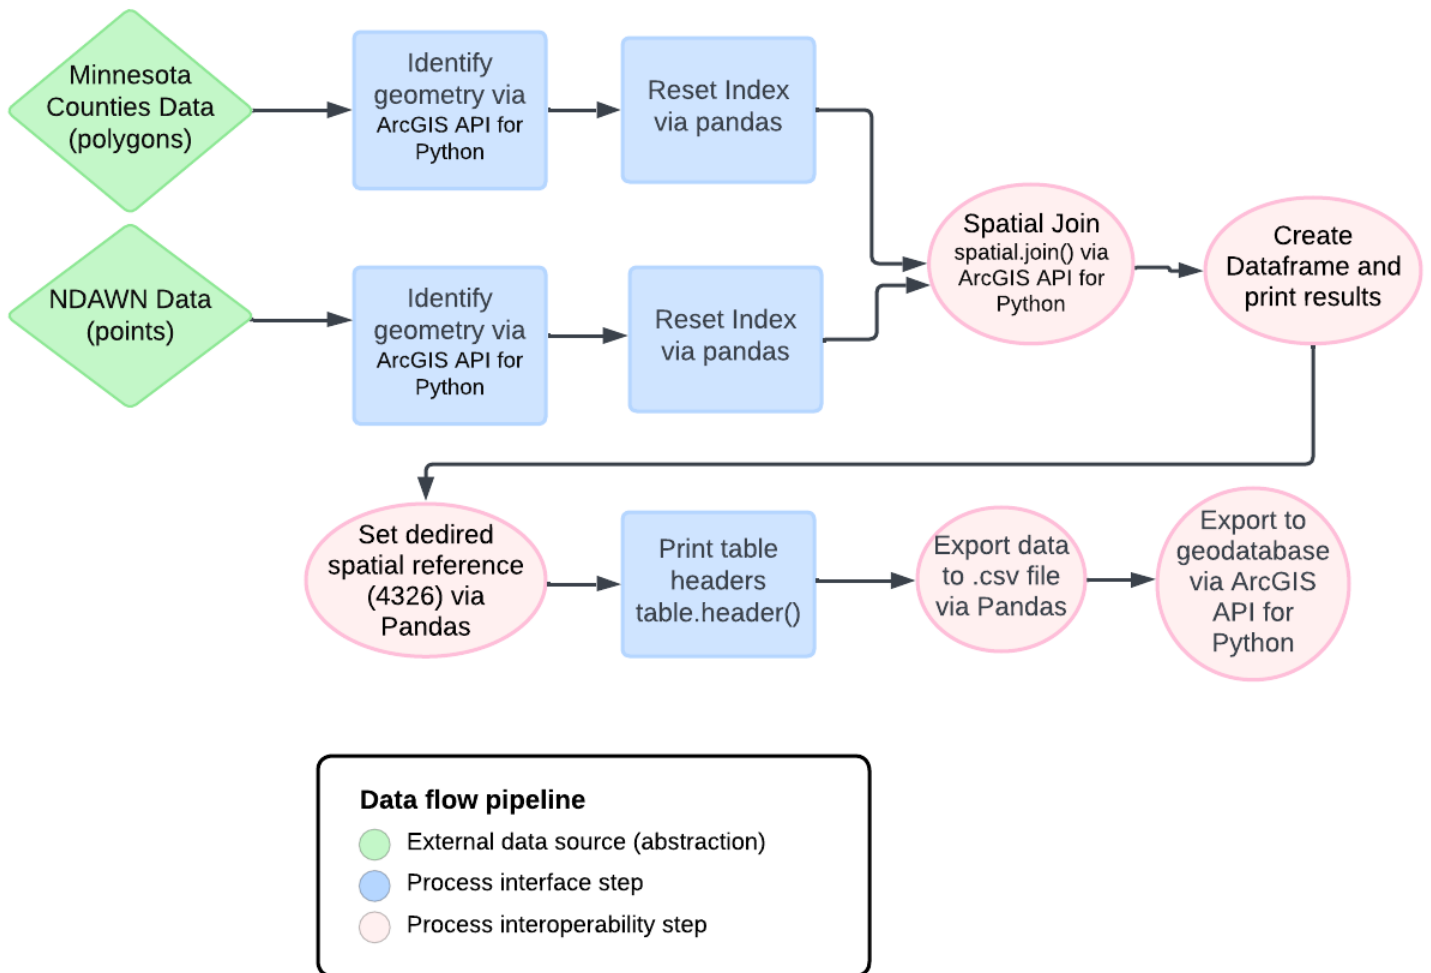 Minnesota
Counties Data
(polygons)
Identify
geometry via
ArcGIS API for
Python
Reset Index
via pandas
NDAWN Data
(points)
Identify
geometry via
ArcGIS API for
Python
Reset Index
via pandas
Spatial Join
spatial.join() via
ArcGIS API for
Python
Create
Dataframe and
print results
Set dedired
spatial reference
(4326) via
Pandas
Print table
headers
table.header()
Export data
to .csv file
via Pandas
Export to
geodatabase
via ArcGIS
API for
Python
Data flow pipeline
External data source (abstraction)
Process interface step
Process interoperability step